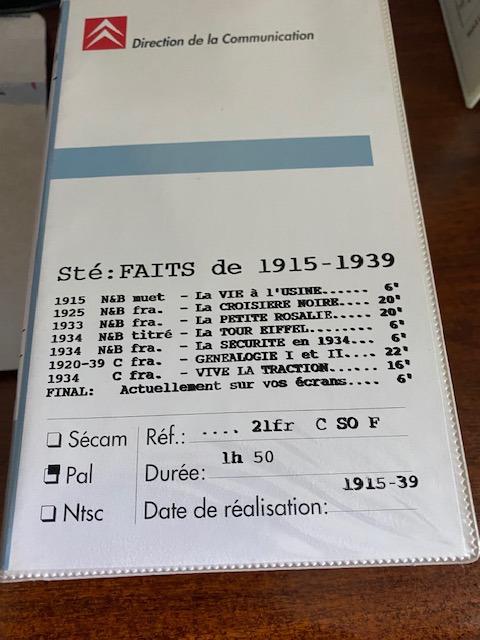 Direction de la Communication
Sté:FAITS de 1915-1939
1915 N&B muet - La VIE à l'USINE...... 6'
1925 N&B fra. - La CROISIERE NOIRE.... 20'
1933 N&B fra. - La PETITE ROSALIE.... 20'
1934 N&B titré - La TOUR EIFFEL....... 6'
1934 N&B fra. - La SECURITE en 1934... 6'
1920-39 C fra. - GENEALOGIE I et II.... 22'
1934 C fra. - VIVE LA TRACTION...... 16'
FINAL: Actuellement sur vos écrans.... 6'
Sécam
Pal
Ntsc
Réf.: .... 21fr C SO F
Durée: 1h 50
Date de réalisation: 1915-39